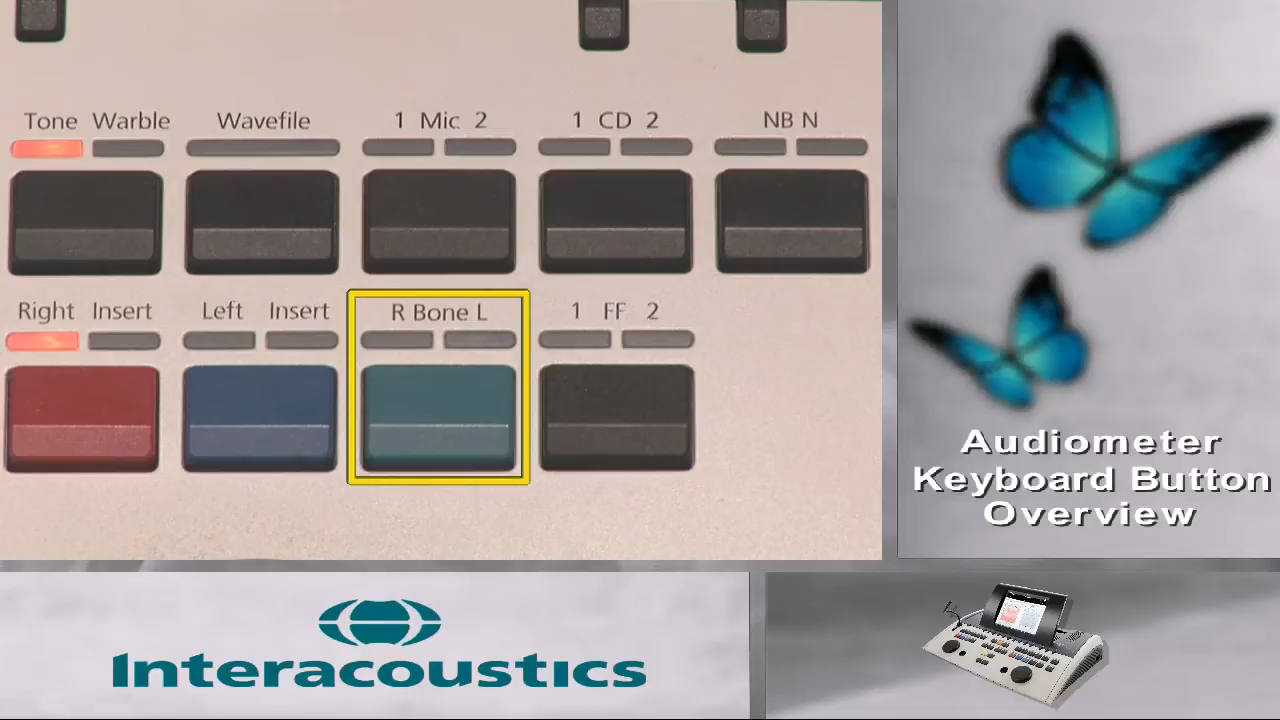 Tone Warble Wavefile 1 Mic 2 1 CD 2 NB N
Right Insert Left Insert R Bone L 1 FF 2
Audiometer
Keyboard Button
Overview
Interacoustics